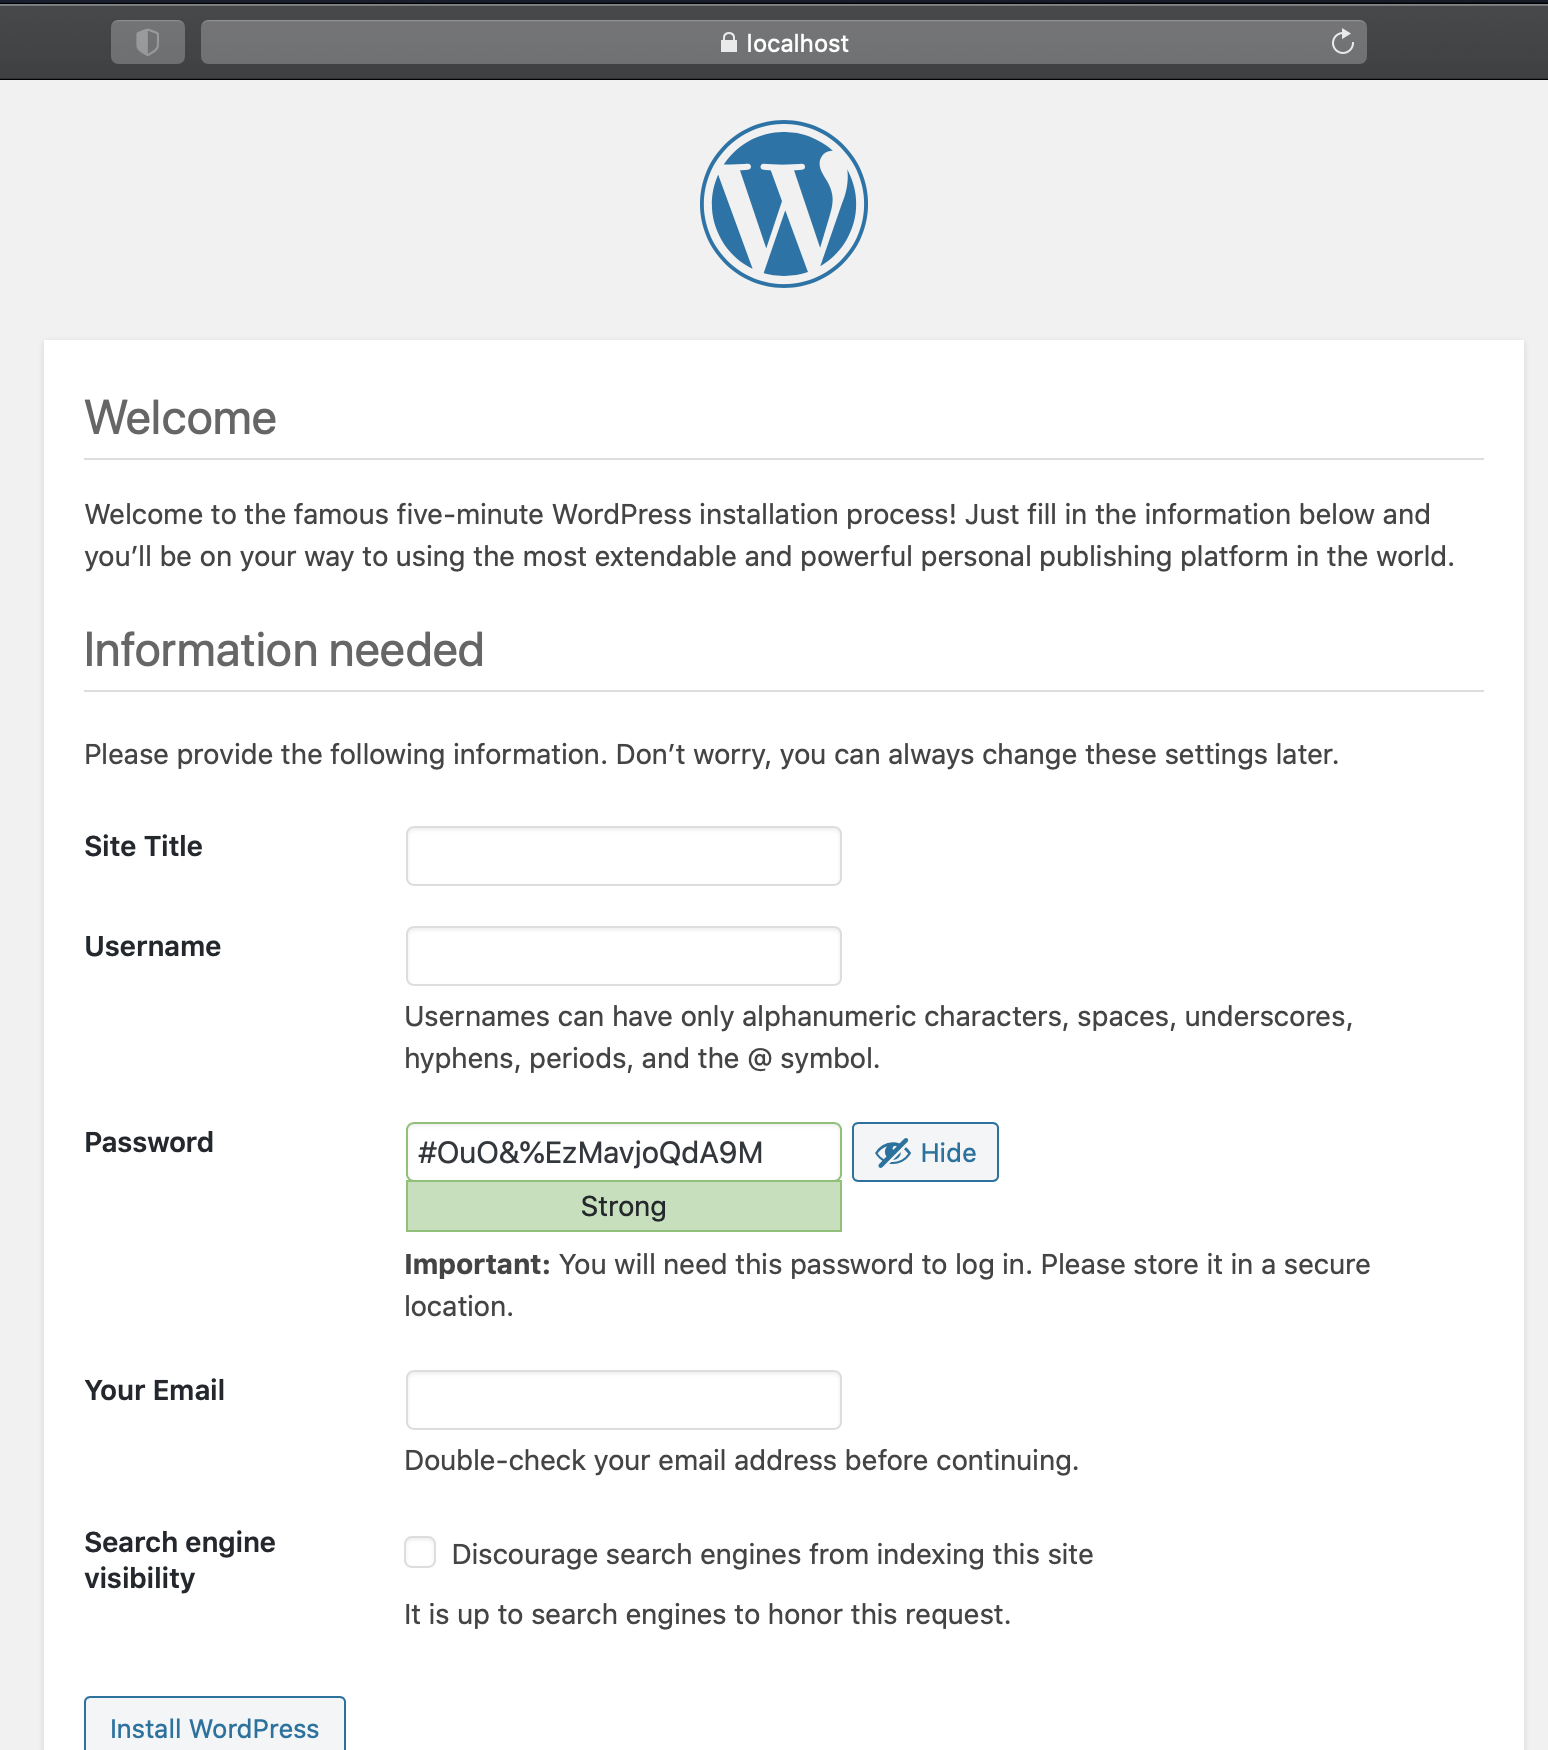 localhost
W
Welcome
Welcome to the famous five-minute WordPress installation process! Just fill in the information below and
you’ll be on your way to using the most extendable and powerful personal publishing platform in the world.
Information needed
Please provide the following information. Don’t worry, you can always change these settings later.
Site Title
Username
Usernames can have only alphanumeric characters, spaces, underscores,
hyphens, periods, and the @ symbol.
Password
#OuO&%EzMavjoQdA9M
Hide
Strong
Important: You will need this password to log in. Please store it in a secure
location.
Your Email
Double-check your email address before continuing.
Search engine
visibility
Discourage search engines from indexing this site
It is up to search engines to honor this request.
Install WordPress